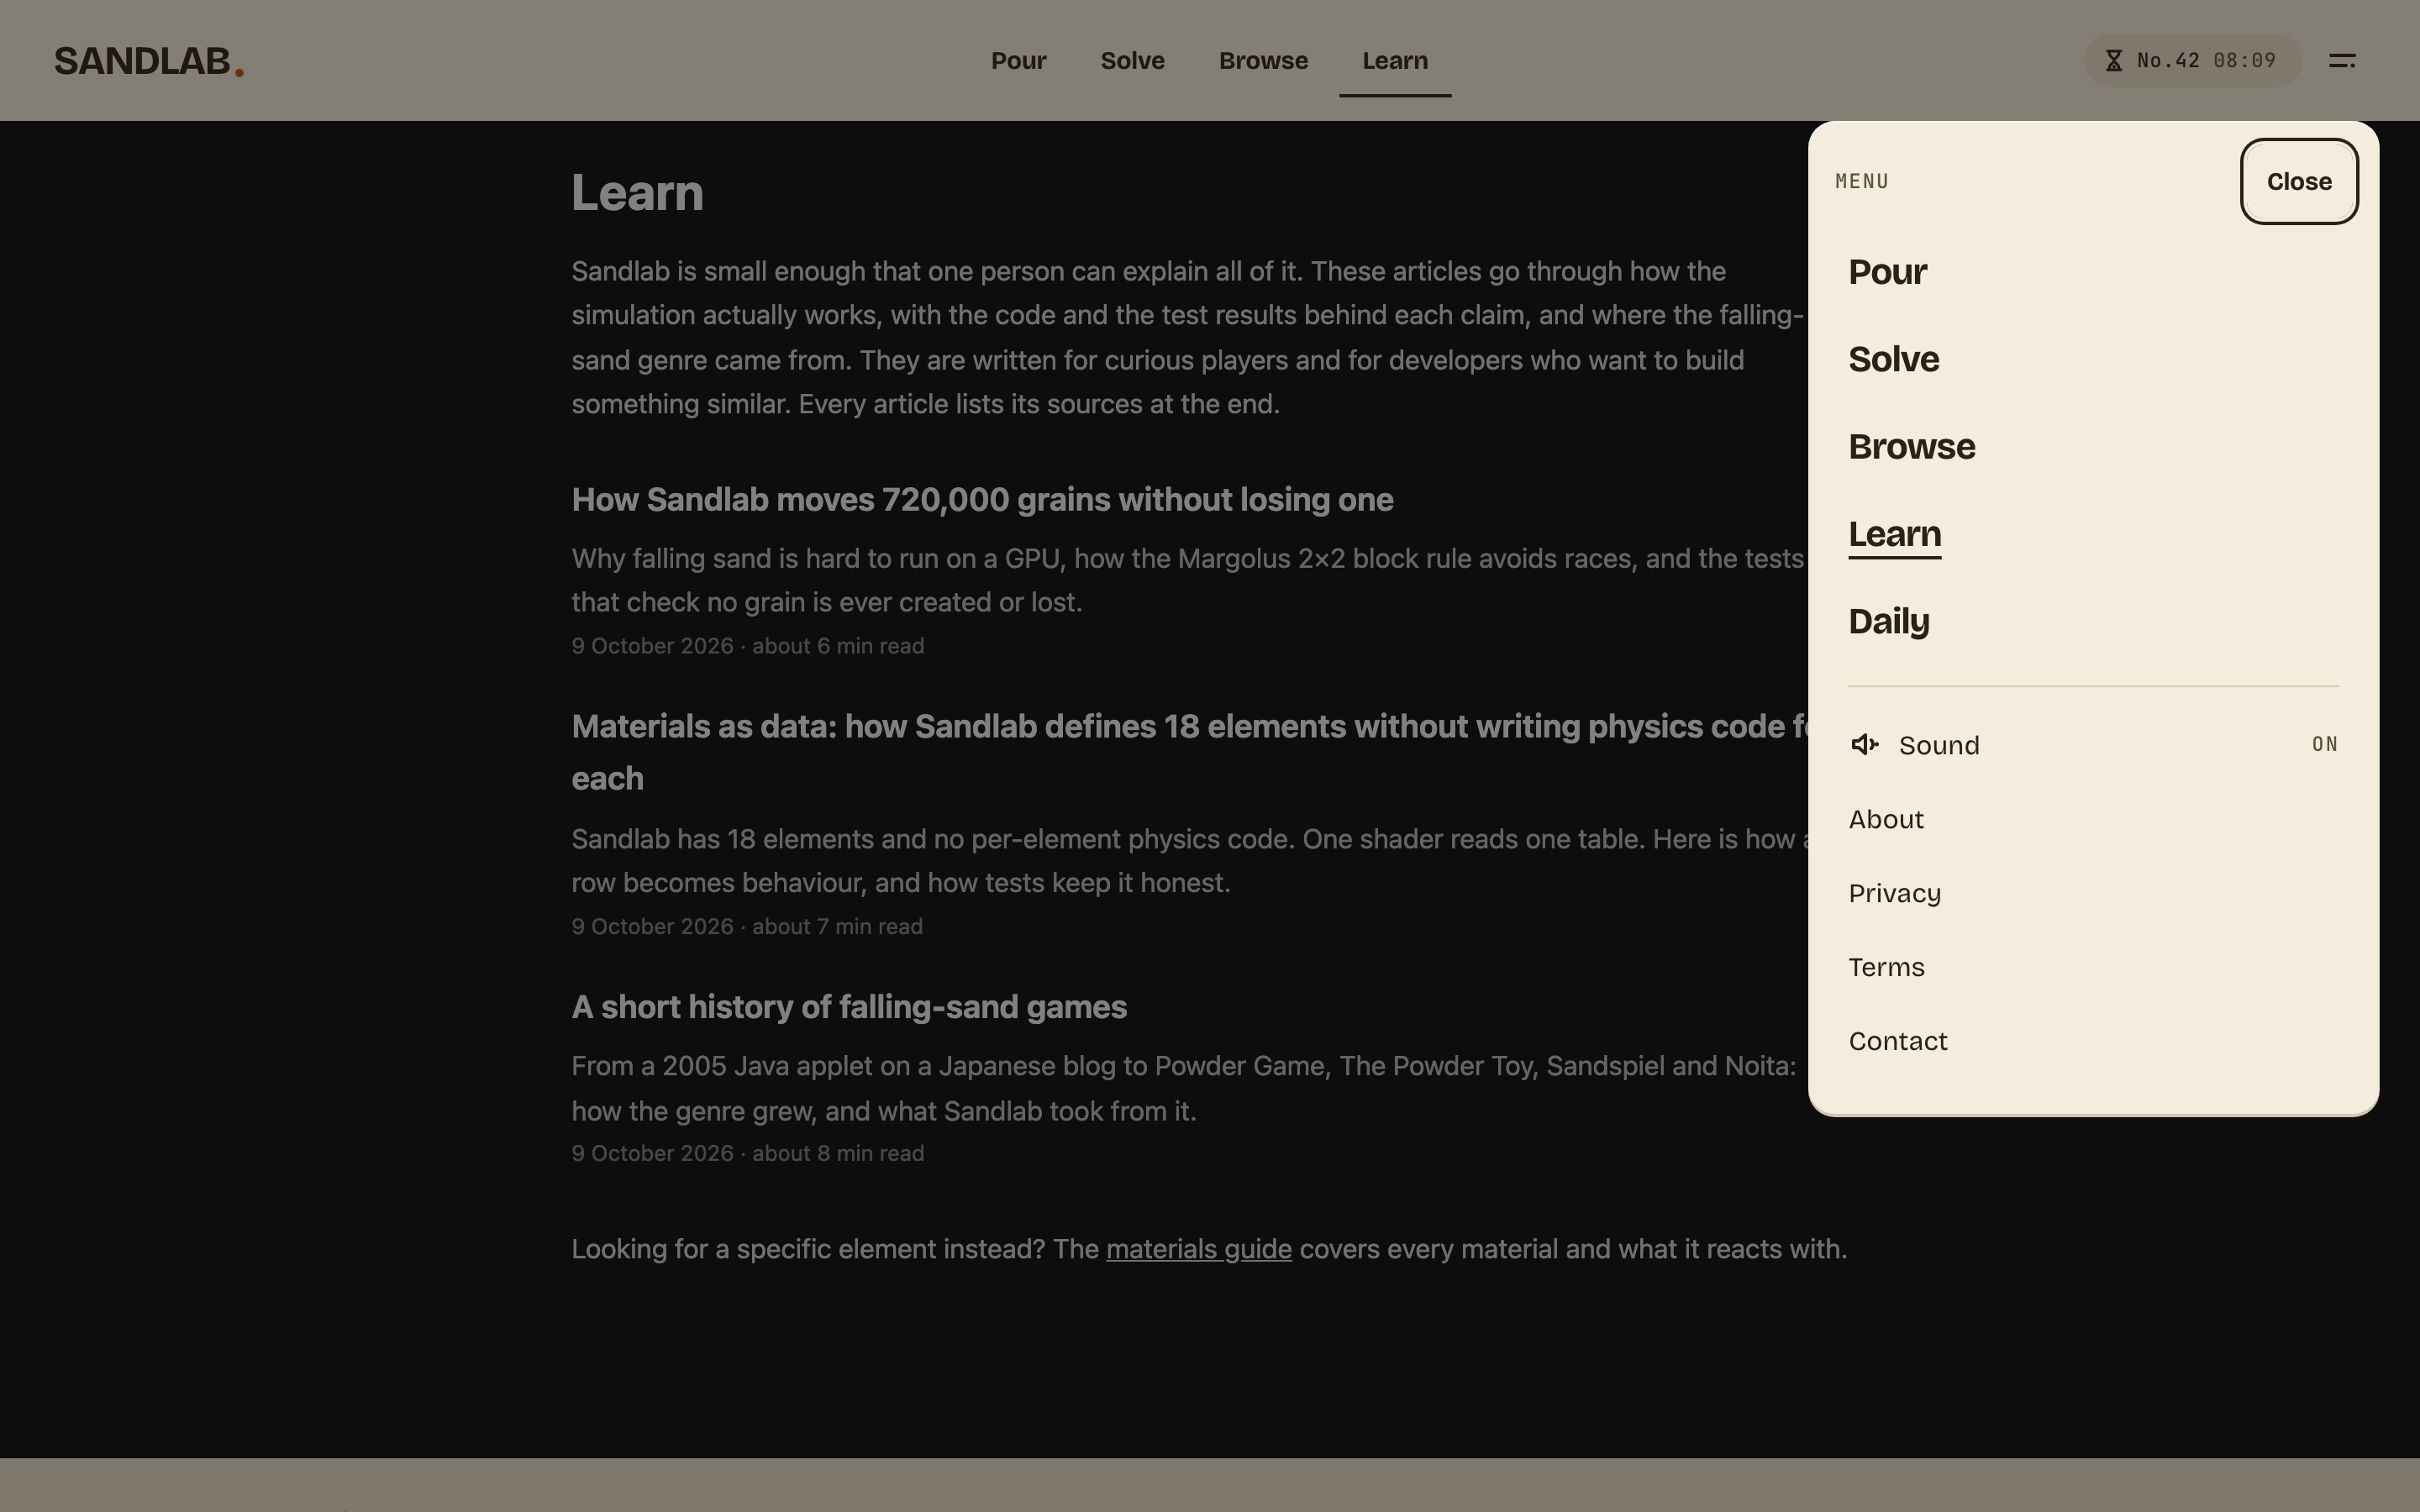 SANDLAB.
Pour Solve Browse Learn
No.42 08:09
Learn
Sandlab is small enough that one person can explain all of it. These articles go through how the
simulation actually works, with the code and the test results behind each claim, and where the falling-
sand genre came from. They are written for curious players and for developers who want to build
something similar. Every article lists its sources at the end.
How Sandlab moves 720,000 grains without losing one
Why falling sand is hard to run on a GPU, how the Margolus 2×2 block rule avoids races, and the tests
that check no grain is ever created or lost.
9 October 2026 · about 6 min read
Materials as data: how Sandlab defines 18 elements without writing physics code
each
Sandlab has 18 elements and no per-element physics code. One shader reads one table. Here is how
row becomes behaviour, and how tests keep it honest.
9 October 2026 · about 7 min read
A short history of falling-sand games
From a 2005 Java applet on a Japanese blog to Powder Game, The Powder Toy, Sandspiel and Noita:
how the genre grew, and what Sandlab took from it.
9 October 2026 · about 8 min read
Looking for a specific element instead? The materials guide covers every material and what it reacts with.
MENU
Close
Pour
Solve
Browse
Learn
Daily
Sound ON
About
Privacy
Terms
Contact